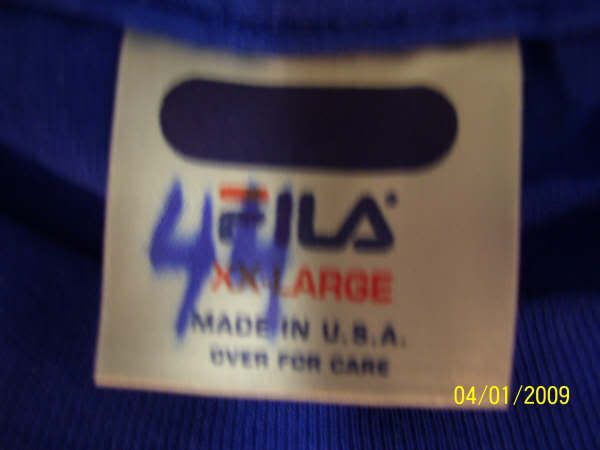 FILA®
44
XX-LARGE
MADE IN U.S.A.
OVER FOR CARE
04/01/2009